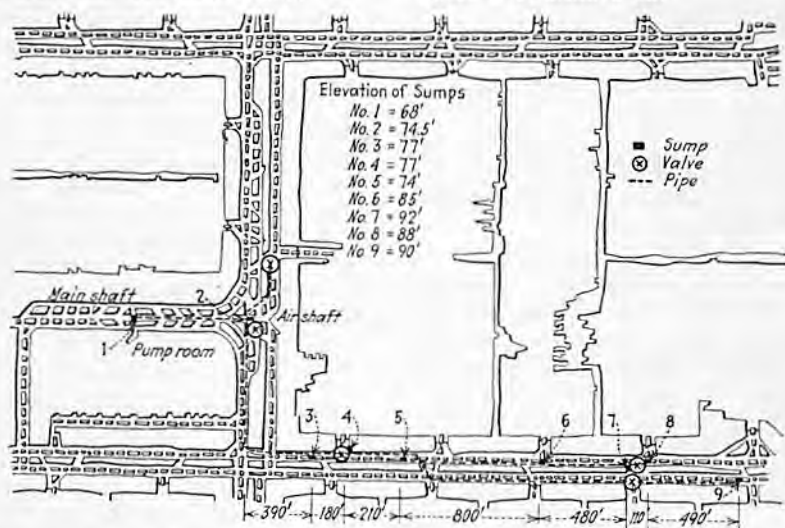 Elevation of Sumps
No. 1 = 68'
No. 2 = 74.5'
No. 3 = 77'
No. 4 = 77'
No. 5 = 74'
No. 6 = 85'
No. 7 = 92'
No. 8 = 88'
No 9 = 90'
Sump
Valve
Pipe
Main shaft
2
Air shaft
1
Pump room
3
4
5
6
7
8
9
390'
180'
210'
800'
480'
110
490'